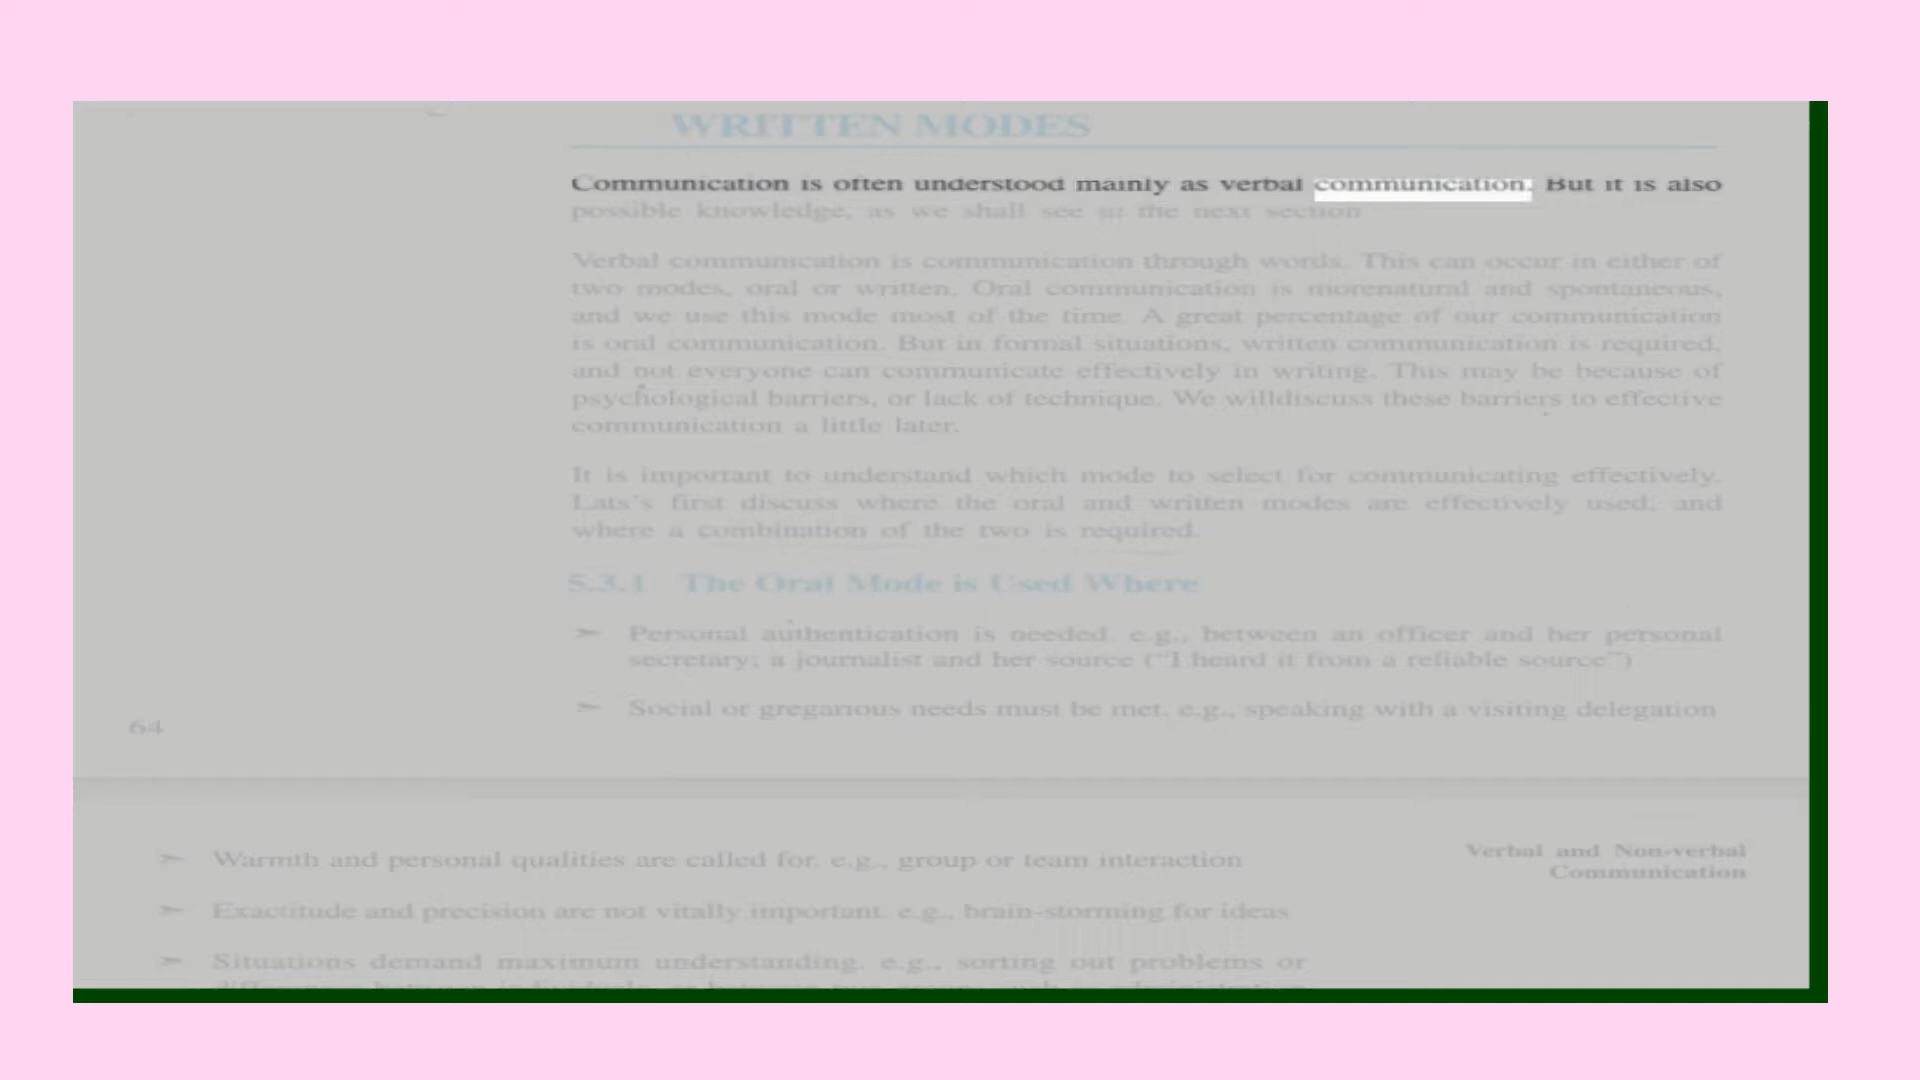 WRITTEN MODES
Communication is often understood mainly as verbal communication. But it is also
possible knowledge, as we shall see in the next section
Verbal communication is communication through words. This can occur in either of
two modes, oral or written. Oral communication is morenatural and spontaneous,
and we use this mode most of the time. A great percentage of our communication
is oral communication. But in formal situations, written communication is required,
and not everyone can communicate effectively in writing. This may be because of
psychological barriers, or lack of technique. We willdiscuss these barriers to effective
communication a little later.
It is important to understand which mode to select for communicating effectively.
Lats's first discuss where the oral and written modes are effectively used, and
where a combination of the two is required.
5.3.1 The Oral Mode is Used Where
➢ Personal authentication is needed. e.g., between an officer and her personal
secretary; a journalist and her source ("I heard it from a reliable source")
➢ Social or gregarious needs must be met. e.g., speaking with a visiting delegation
64
Verbal and Non-verbal
Communication
➢ Warmth and personal qualities are called for. e.g., group or team interaction
➢ Exactitude and precision are not vitally important. e.g., brain-storming for ideas
➢ Situations demand maximum understanding. e.g., sorting out problems or